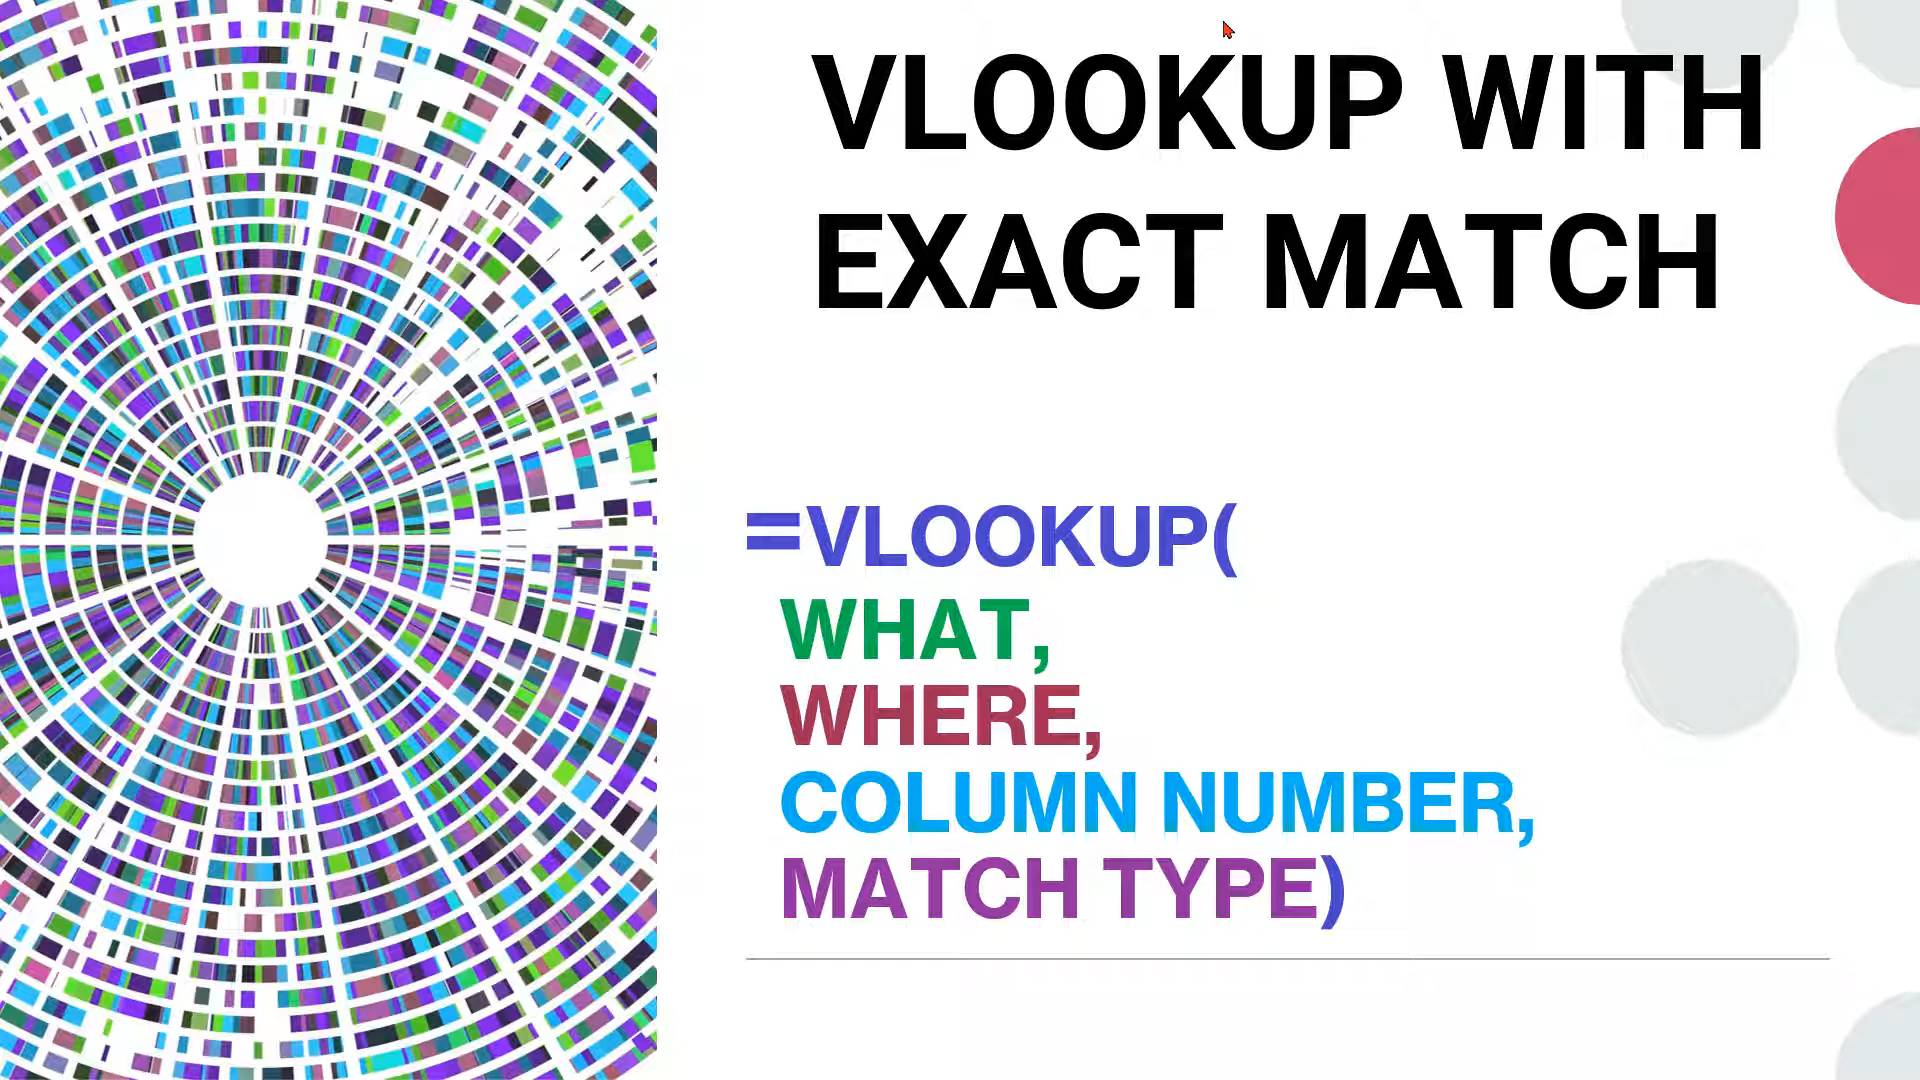 VLOOKUP WITH
EXACT MATCH
=VLOOKUP(
WHAT,
WHERE,
COLUMN NUMBER,
MATCH TYPE)